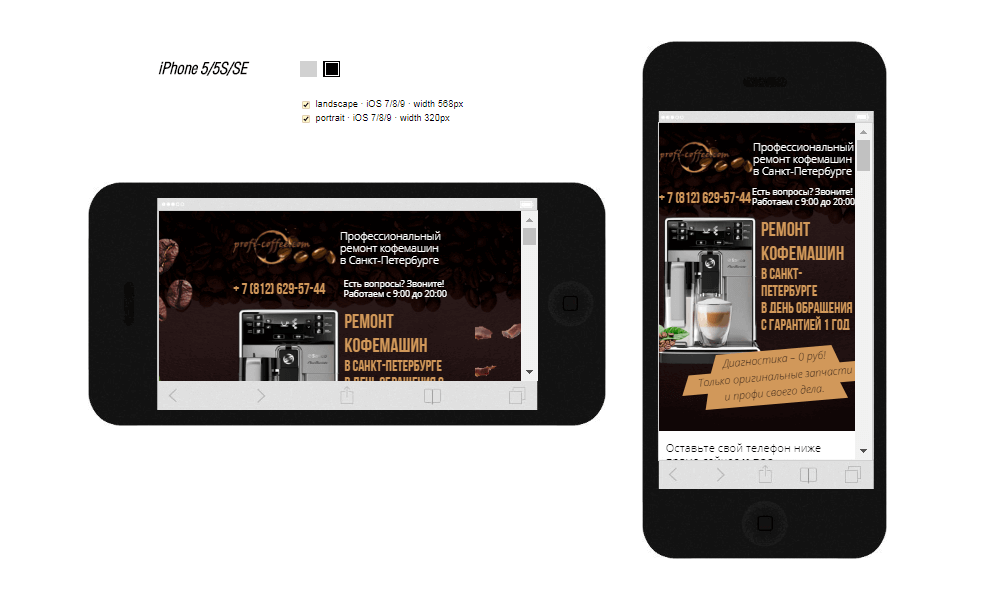 iPhone 5/5S/SE
landscape · iOS 7/8/9 · width 568px
portrait · iOS 7/8/9 · width 320px
profi-coffee.com
Профессиональный
ремонт кофемашин
в Санкт-Петербурге
+ 7 (812) 629-57-44
Есть вопросы? Звоните!
Работаем с 9:00 до 20:00
РЕМОНТ
КОФЕМАШИН
В САНКТ-ПЕТЕРБУРГЕ
В ДЕНЬ ОБРАЩЕНИЯ С
profi-coffee.com
Профессиональный
ремонт кофемашин
в Санкт-Петербурге
+ 7 (812) 629-57-44
Есть вопросы? Звоните!
Работаем с 9:00 до 20:00
РЕМОНТ
КОФЕМАШИН
В САНКТ-
ПЕТЕРБУРГЕ
В ДЕНЬ ОБРАЩЕНИЯ
С ГАРАНТИЕЙ 1 ГОД
Диагностика – 0 руб!
Только оригинальные запчасти
и профи своего дела.
Оставьте свой телефон ниже